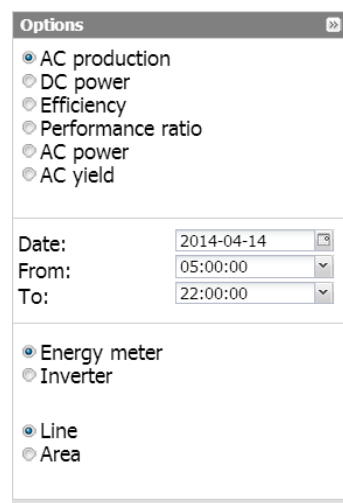 Options
AC production
DC power
Efficiency
Performance ratio
AC power
AC yield
Date: 2014-04-14
From: 05:00:00
To: 22:00:00
Energy meter
Inverter
Line
Area